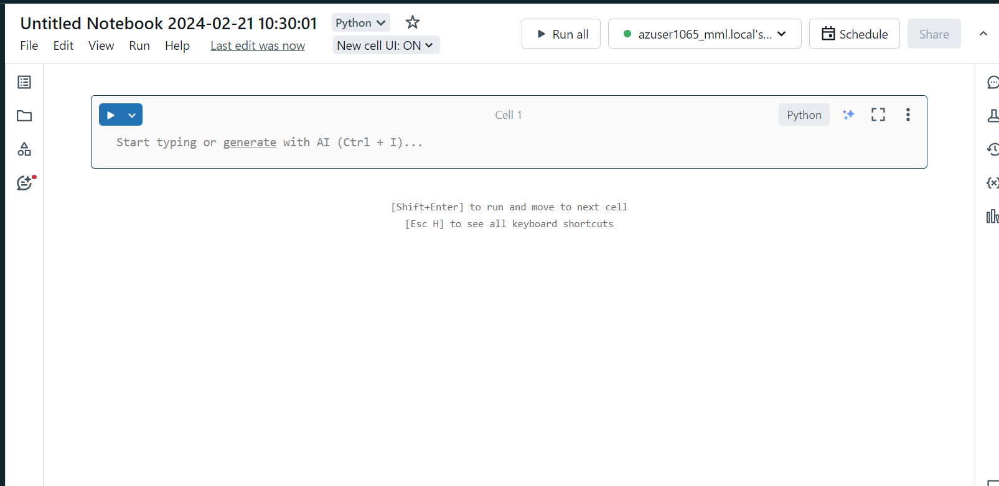 Untitled Notebook 2024-02-21 10:30:01
Python
File Edit View Run Help Last edit was now
New cell UI: ON
Run all
azuser1065_mml.local's...
Schedule
Share
Cell 1
Python
Start typing or generate with AI (Ctrl + I)...
[Shift+Enter] to run and move to next cell
[Esc H] to see all keyboard shortcuts